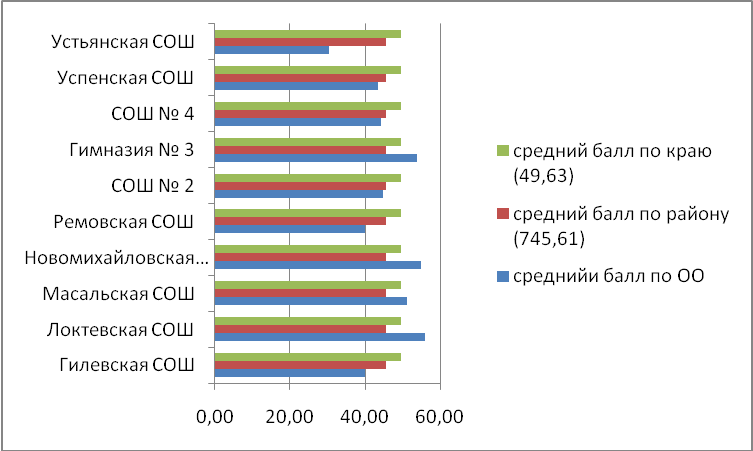 Устьянская СОШ
Успенская СОШ
СОШ № 4
Гимназия № 3
СОШ № 2
Ремовская СОШ
Новомихайловская...
Масальская СОШ
Локтевская СОШ
Гилевская СОШ
0,00 20,00 40,00 60,00
средний балл по краю
(49,63)
средний балл по району
(745,61)
среднийи балл по ОО